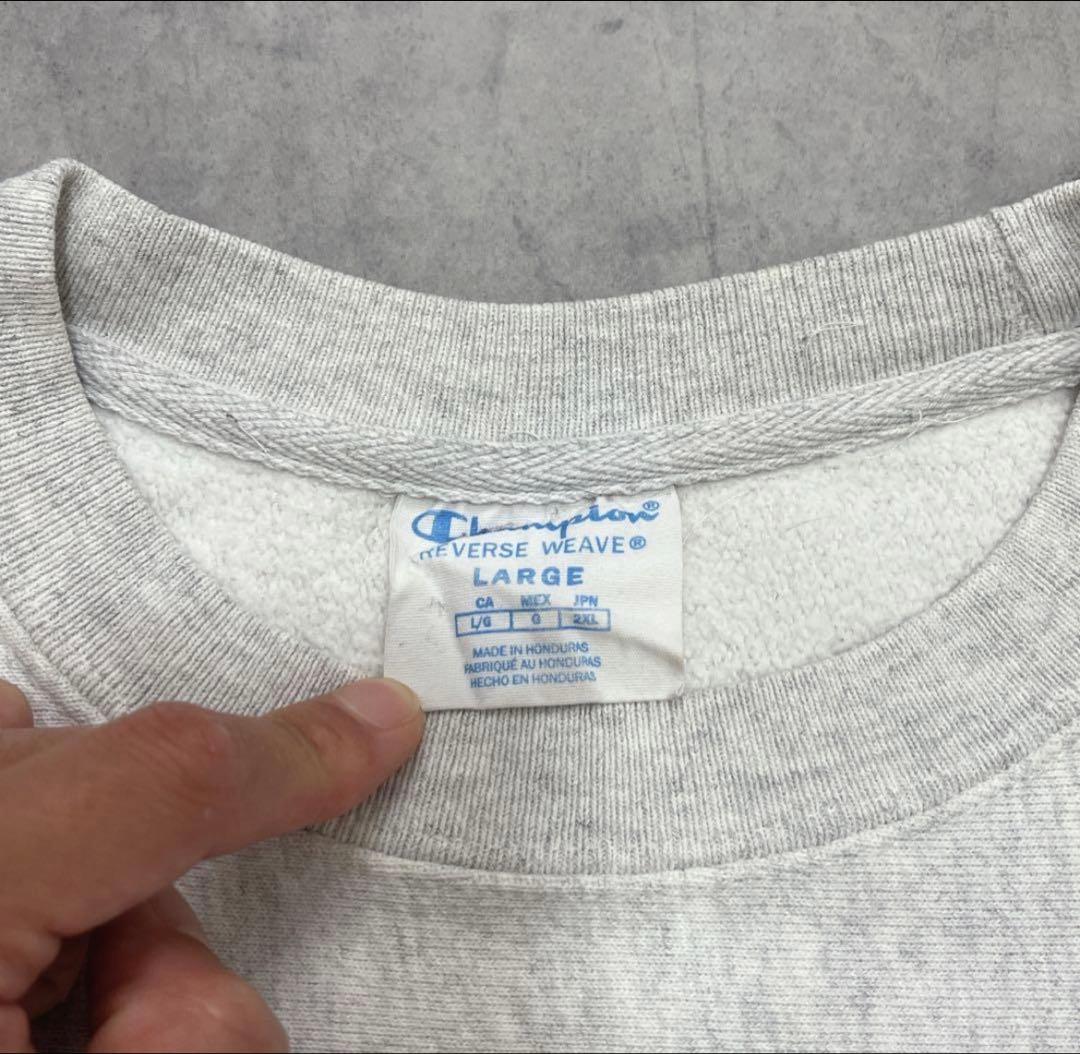 Champion®
REVERSE WEAVE®
LARGE
CA MEX JPN
L/G G 2XL
MADE IN HONDURAS
FABRIQUÉ AU HONDURAS
HECHO EN HONDURAS